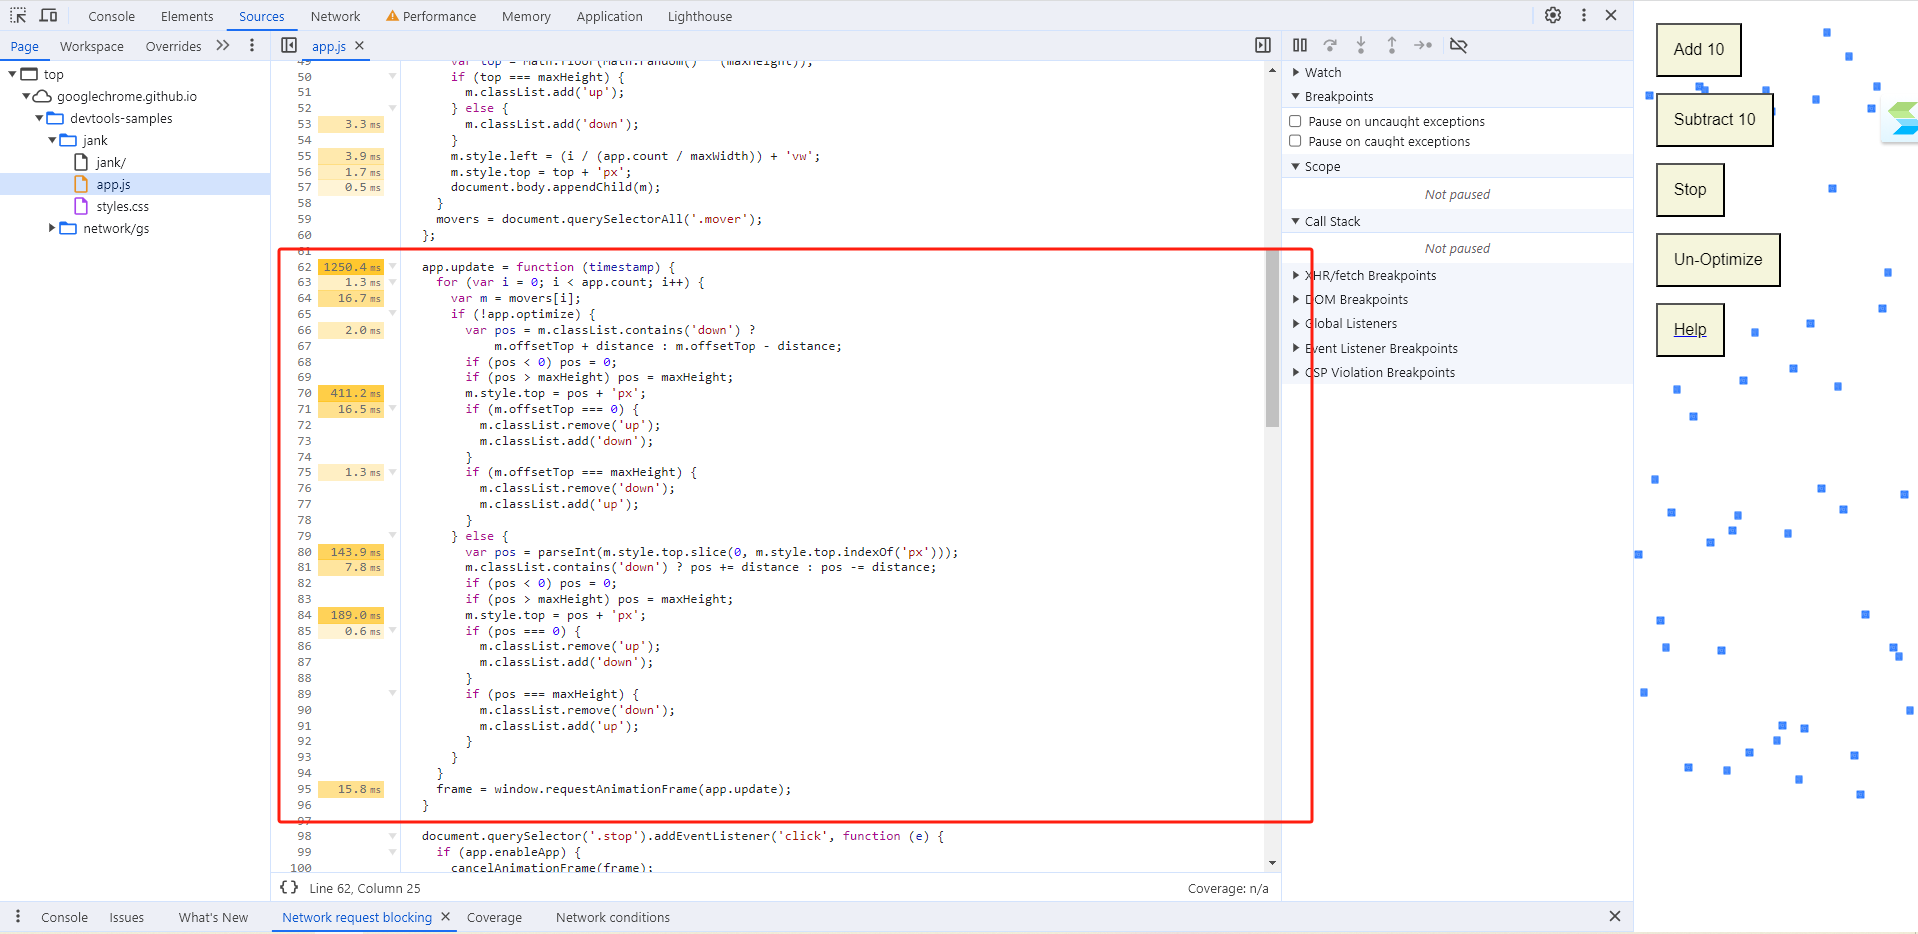 Console Elements Sources Network Performance Memory Application Lighthouse
Page Workspace Overrides
app.js
top
googlechrome.github.io
devtools-samples
jank
jank/
app.js
styles.css
network/gs
49 var top = Math.floor(Math.random() * (maxHeight));
50 if (top === maxHeight) {
51 m.classList.add('up');
52 } else {
53 3.3 ms m.classList.add('down');
54 }
55 3.9 ms m.style.left = (i / (app.count / maxWidth)) + 'vw';
56 1.7 ms m.style.top = top + 'px';
57 0.5 ms document.body.appendChild(m);
58 }
59 movers = document.querySelectorAll('.mover');
60 };
61
62 1250.4 ms app.update = function (timestamp) {
63 1.3 ms for (var i = 0; i < app.count; i++) {
64 16.7 ms var m = movers[i];
65 if (!app.optimize) {
66 2.0 ms var pos = m.classList.contains('down') ?
67 m.offsetTop + distance : m.offsetTop - distance;
68 if (pos < 0) pos = 0;
69 if (pos > maxHeight) pos = maxHeight;
70 411.2 ms m.style.top = pos + 'px';
71 16.5 ms if (m.offsetTop === 0) {
72 m.classList.remove('up');
73 m.classList.add('down');
74 }
75 1.3 ms if (m.offsetTop === maxHeight) {
76 m.classList.remove('down');
77 m.classList.add('up');
78 }
79 } else {
80 143.9 ms var pos = parseInt(m.style.top.slice(0, m.style.top.indexOf('px')));
81 7.8 ms m.classList.contains('down') ? pos += distance : pos -= distance;
82 if (pos < 0) pos = 0;
83 if (pos > maxHeight) pos = maxHeight;
84 189.0 ms m.style.top = pos + 'px';
85 0.6 ms if (pos === 0) {
86 m.classList.remove('up');
87 m.classList.add('down');
88 }
89 if (pos === maxHeight) {
90 m.classList.remove('down');
91 m.classList.add('up');
92 }
93 }
94 }
95 15.8 ms frame = window.requestAnimationFrame(app.update);
96 }
97
98 document.querySelector('.stop').addEventListener('click', function (e) {
99 if (app.enableApp) {
100 cancelAnimationFrame(frame);
{} Line 62, Column 25
Coverage: n/a
Watch
Breakpoints
Pause on uncaught exceptions
Pause on caught exceptions
Scope
Not paused
Call Stack
Not paused
XHR/fetch Breakpoints
DOM Breakpoints
Global Listeners
Event Listener Breakpoints
CSP Violation Breakpoints
Add 10
Subtract 10
Stop
Un-Optimize
Help
Console Issues What's New Network request blocking Coverage Network conditions